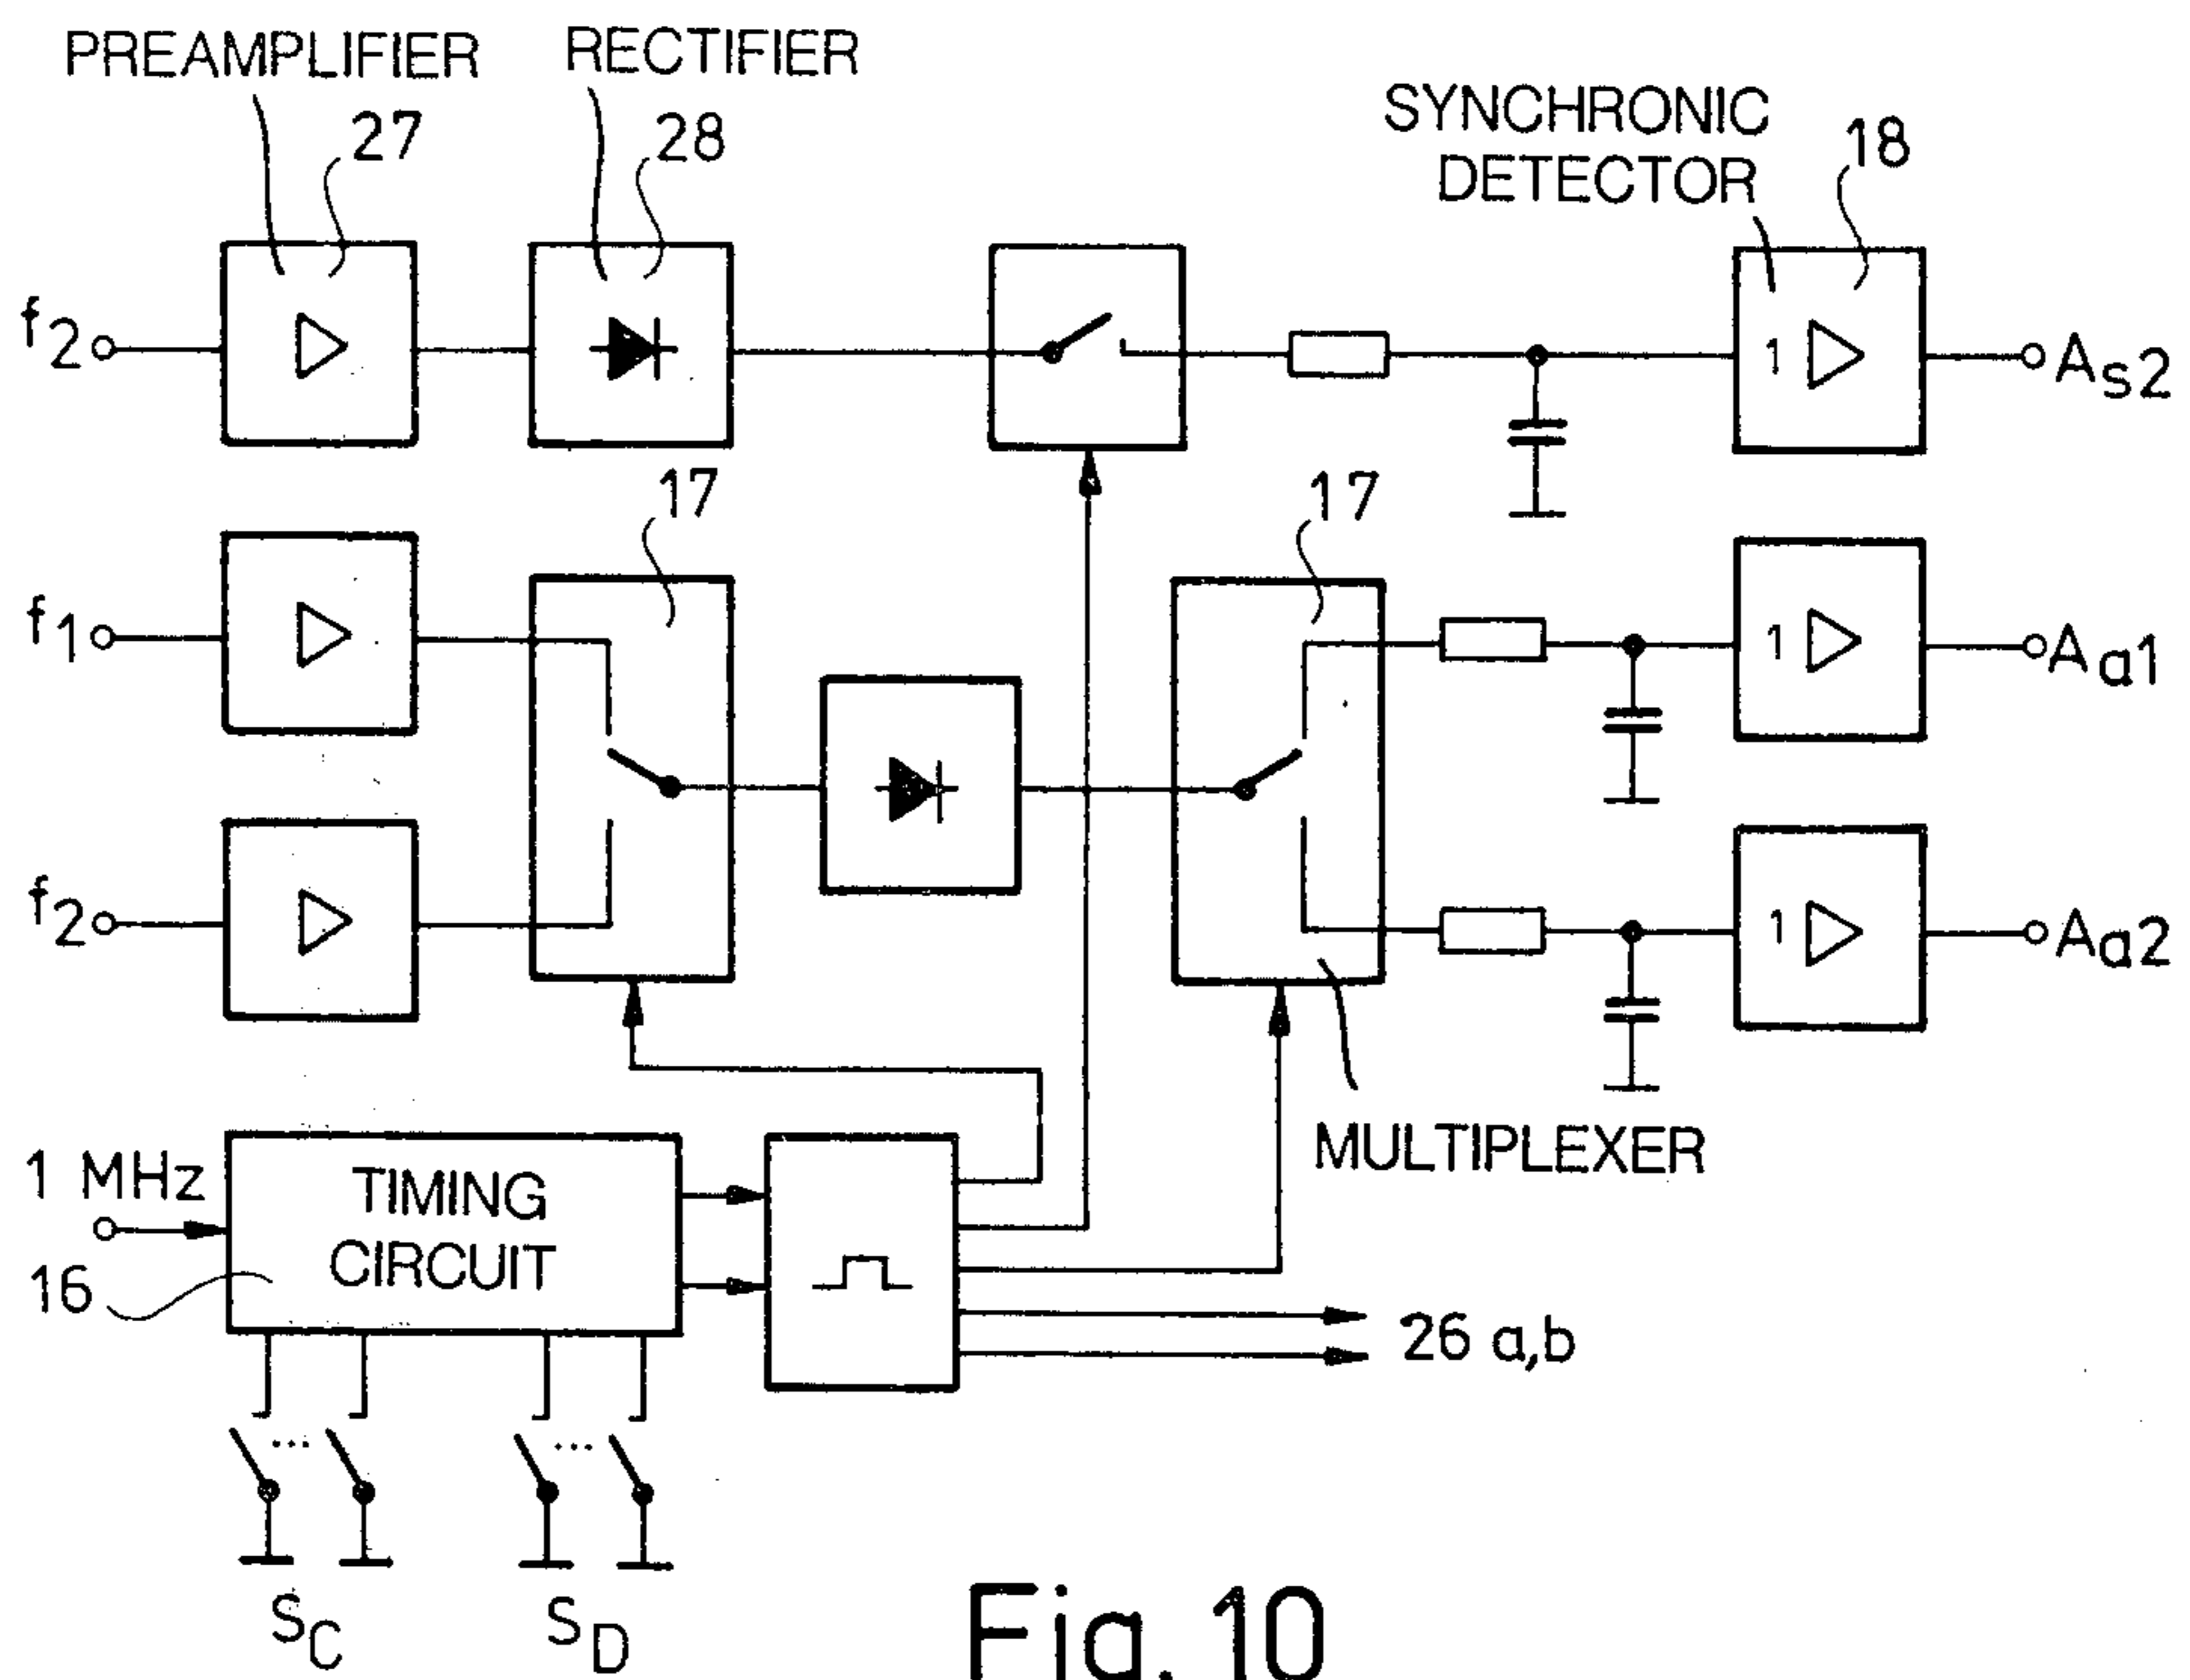 PREAMPLIFIER
27
RECTIFIER
28
SYNCHRONIC
DETECTOR
18
f2
1
As2
17
17
f1
1
Aa1
f2
1
Aa2
MULTIPLEXER
1 MHz
TIMING
CIRCUIT
16
26 a,b
...
...
SC
SD
Fig. 10